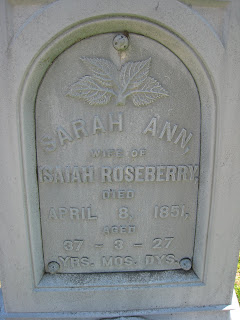 SARAH ANN.
WIFE OF
ISAIAH ROSEBERRY.
DIED
APRIL 8, 1851.
AGED
37 - 3 - 27
YRS. MOS. DYS.